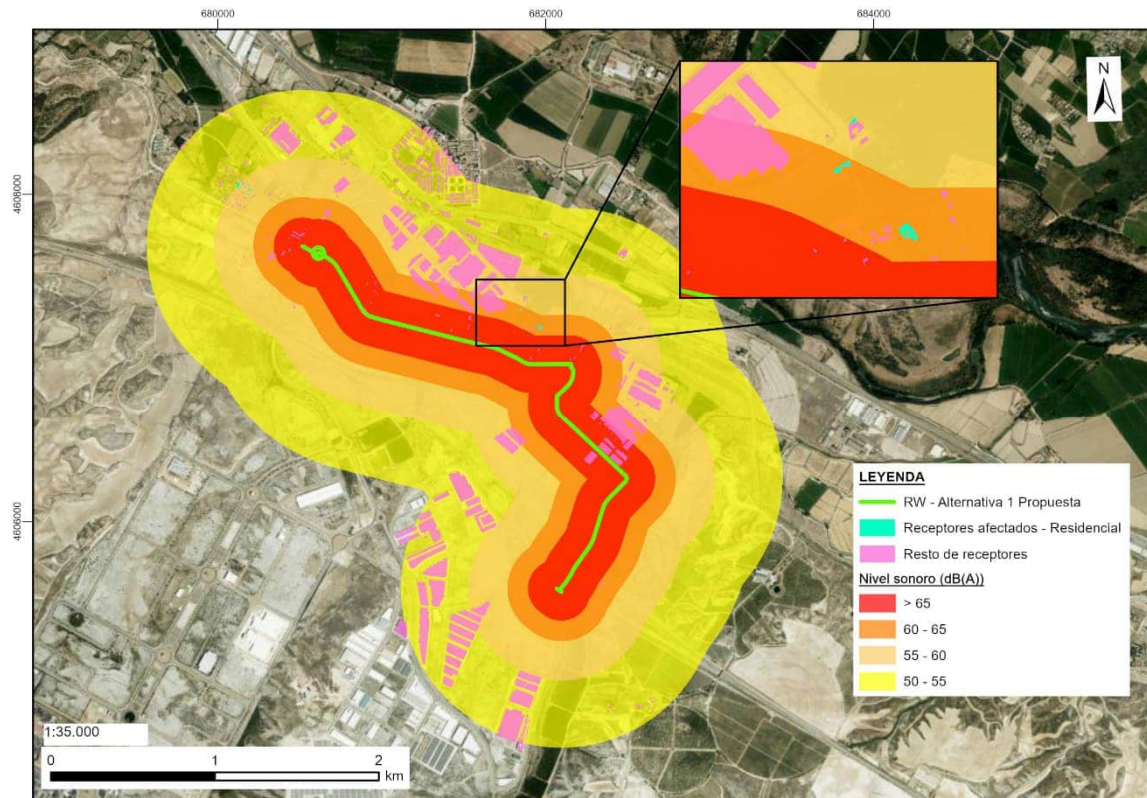 680000
682000
684000
N
4608000
4606000
LEYENDA
RW - Alternativa 1 Propuesta
Receptores afectados - Residencial
Resto de receptores
Nivel sonoro (dB(A))
> 65
60 - 65
55 - 60
50 - 55
1:35.000
0 1 2
km